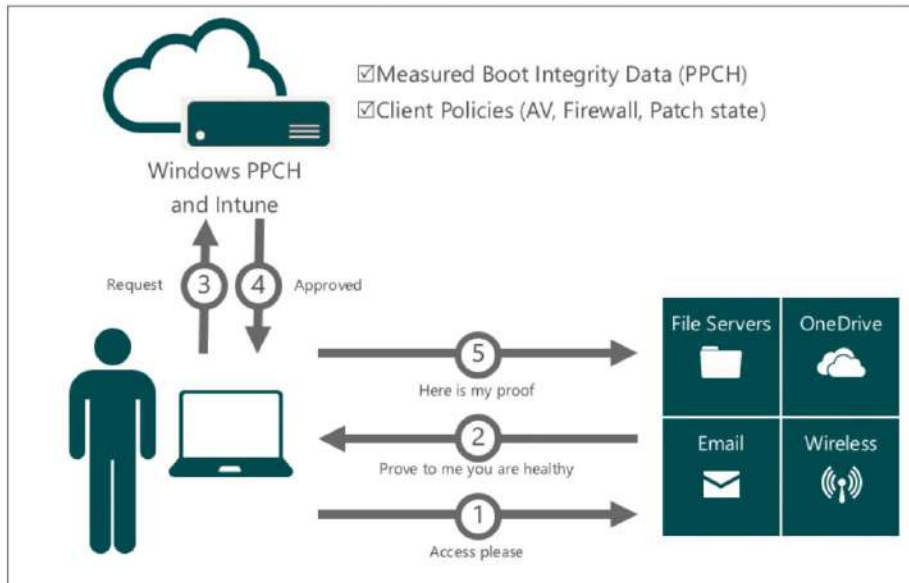 ☑Measured Boot Integrity Data (PPCH)
☑Client Policies (AV, Firewall, Patch state)
Windows PPCH
and Intune
Request
3
4
Approved
File Servers
OneDrive
5
Here is my proof
2
Prove to me you are healthy
Email
Wireless
1
Access please